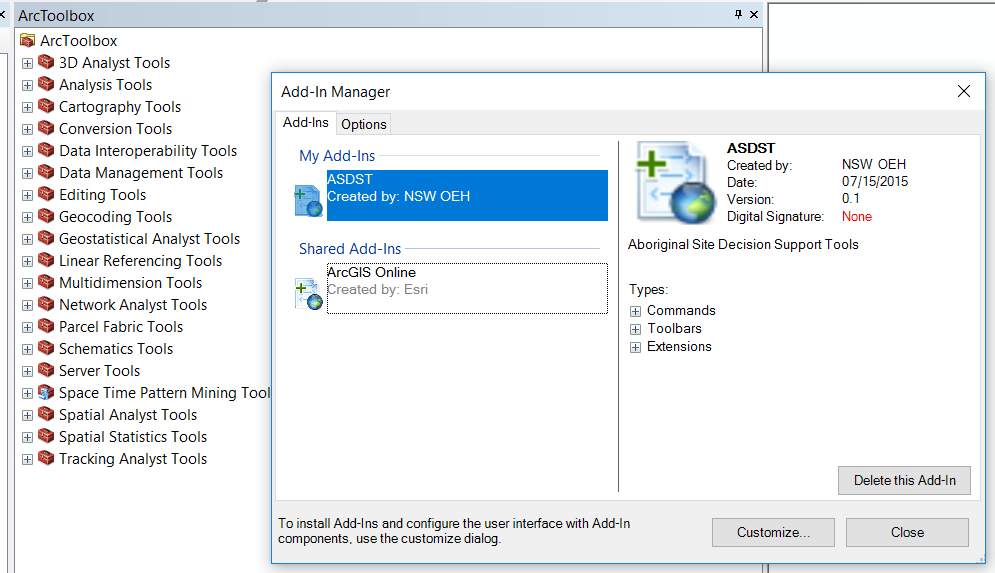 ArcToolbox
ArcToolbox
3D Analyst Tools
Analysis Tools
Cartography Tools
Conversion Tools
Data Interoperability Tools
Data Management Tools
Editing Tools
Geocoding Tools
Geostatistical Analyst Tools
Linear Referencing Tools
Multidimension Tools
Network Analyst Tools
Parcel Fabric Tools
Schematics Tools
Server Tools
Space Time Pattern Mining Tool
Spatial Analyst Tools
Spatial Statistics Tools
Tracking Analyst Tools
Add-In Manager
Add-Ins Options
My Add-Ins
ASDST
Created by: NSW OEH
Shared Add-Ins
ArcGIS Online
Created by: Esri
ASDST
Created by: NSW OEH
Date: 07/15/2015
Version: 0.1
Digital Signature: None
Aboriginal Site Decision Support Tools
Types:
Commands
Toolbars
Extensions
Delete this Add-In
To install Add-Ins and configure the user interface with Add-In
components, use the customize dialog.
Customize... Close